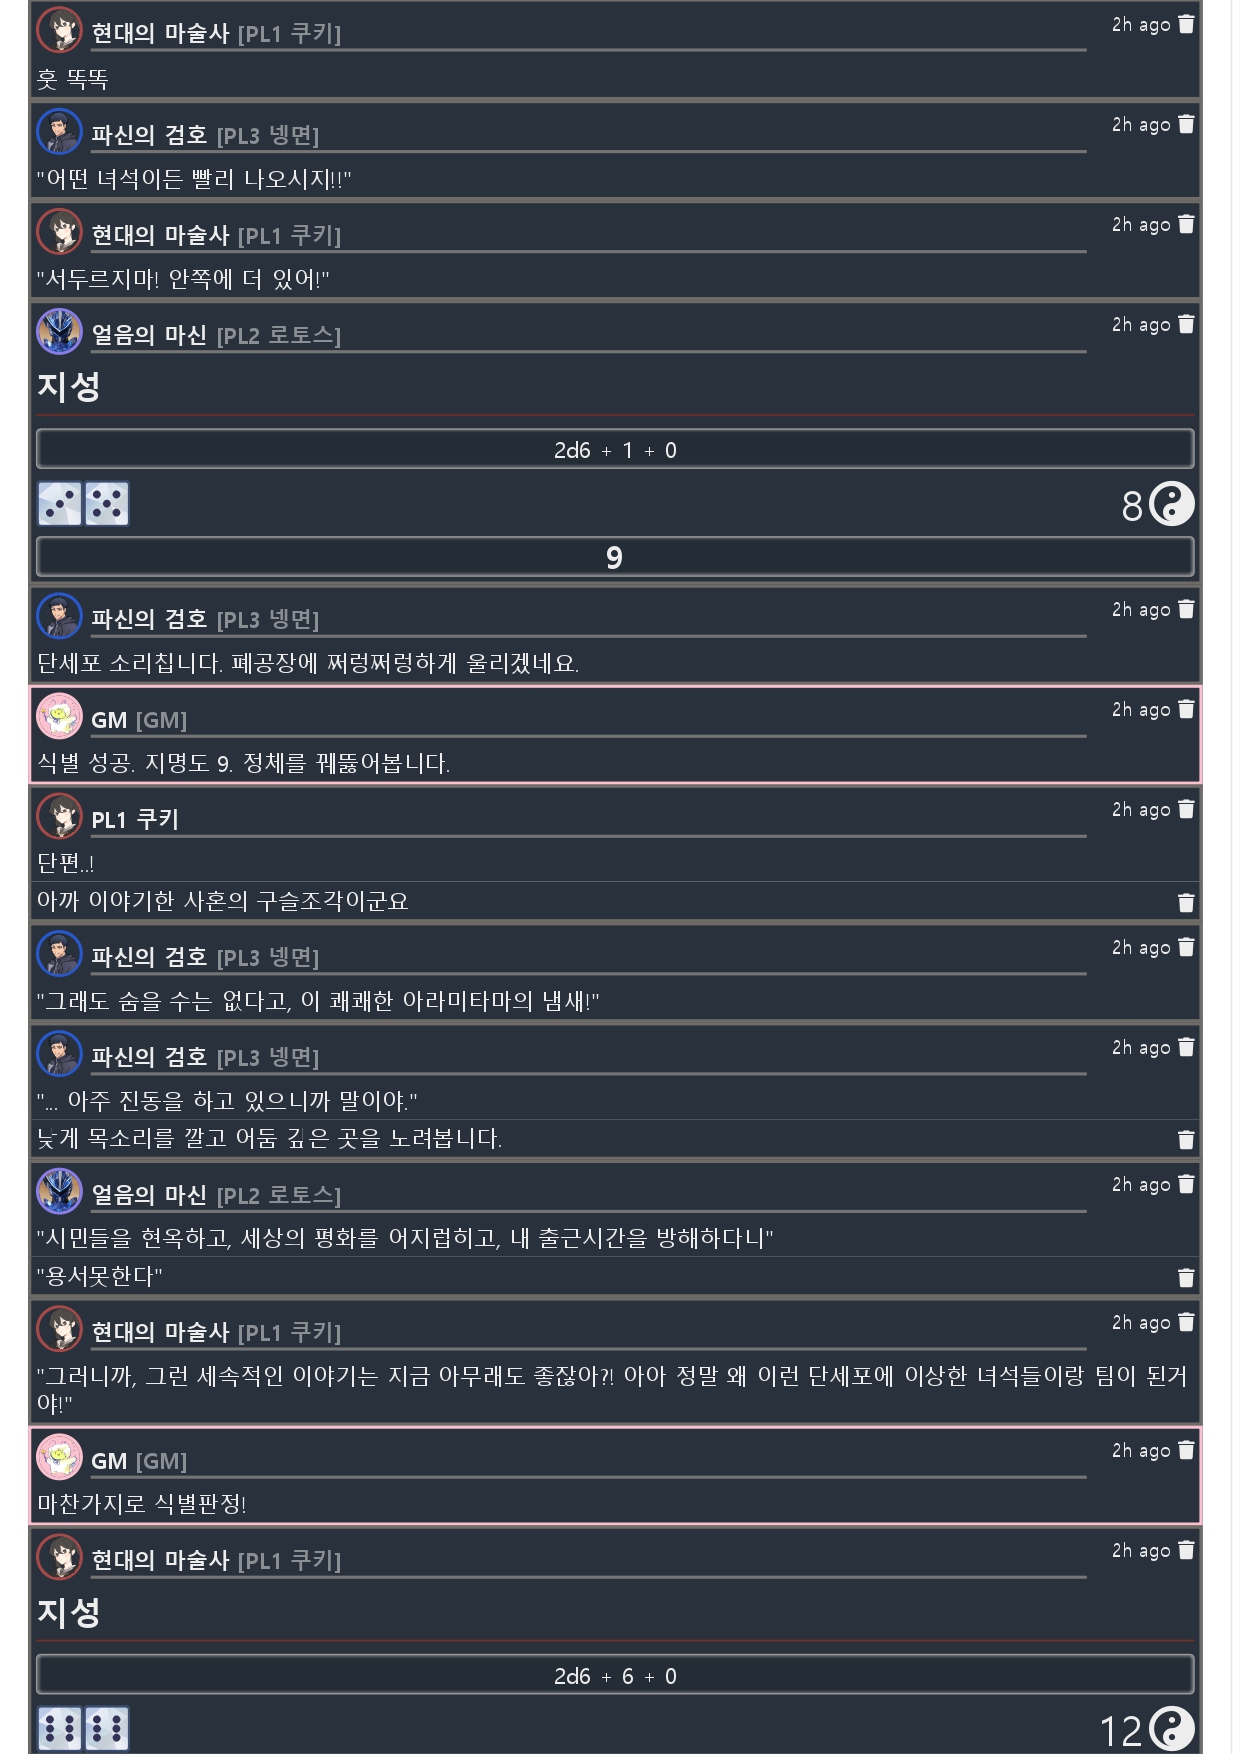 현대의 마술사 [PL1 쿠키]
2h ago
훗 똑똑
파신의 검호 [PL3 넹면]
2h ago
"어떤 녀석이든 빨리 나오시지!!"
현대의 마술사 [PL1 쿠키]
2h ago
"서두르지마! 안쪽에 더 있어!"
얼음의 마신 [PL2 로토스]
2h ago
지성
2d6 + 1 + 0
8
9
파신의 검호 [PL3 넹면]
2h ago
단세포 소리칩니다. 폐공장에 쩌렁쩌렁하게 울리겠네요.
GM [GM]
2h ago
식별 성공. 지명도 9. 정체를 꿰뚫어봅니다.
PL1 쿠키
2h ago
단편..!
아까 이야기한 사혼의 구슬조각이군요
파신의 검호 [PL3 넹면]
2h ago
"그래도 숨을 수는 없다고, 이 쾌쾌한 아라미타마의 냄새!"
파신의 검호 [PL3 넹면]
2h ago
"... 아주 진동을 하고 있으니까 말이야."
낮게 목소리를 깔고 어둠 깊은 곳을 노려봅니다.
얼음의 마신 [PL2 로토스]
2h ago
"시민들을 현옥하고, 세상의 평화를 어지럽히고, 내 출근시간을 방해하다니"
"용서못한다"
현대의 마술사 [PL1 쿠키]
2h ago
"그러니까, 그런 세속적인 이야기는 지금 아무래도 좋잖아?! 아아 정말 왜 이런 단세포에 이상한 녀석들이랑 팀이 된거
야!"
GM [GM]
2h ago
마찬가지로 식별판정!
현대의 마술사 [PL1 쿠키]
2h ago
지성
2d6 + 6 + 0
12